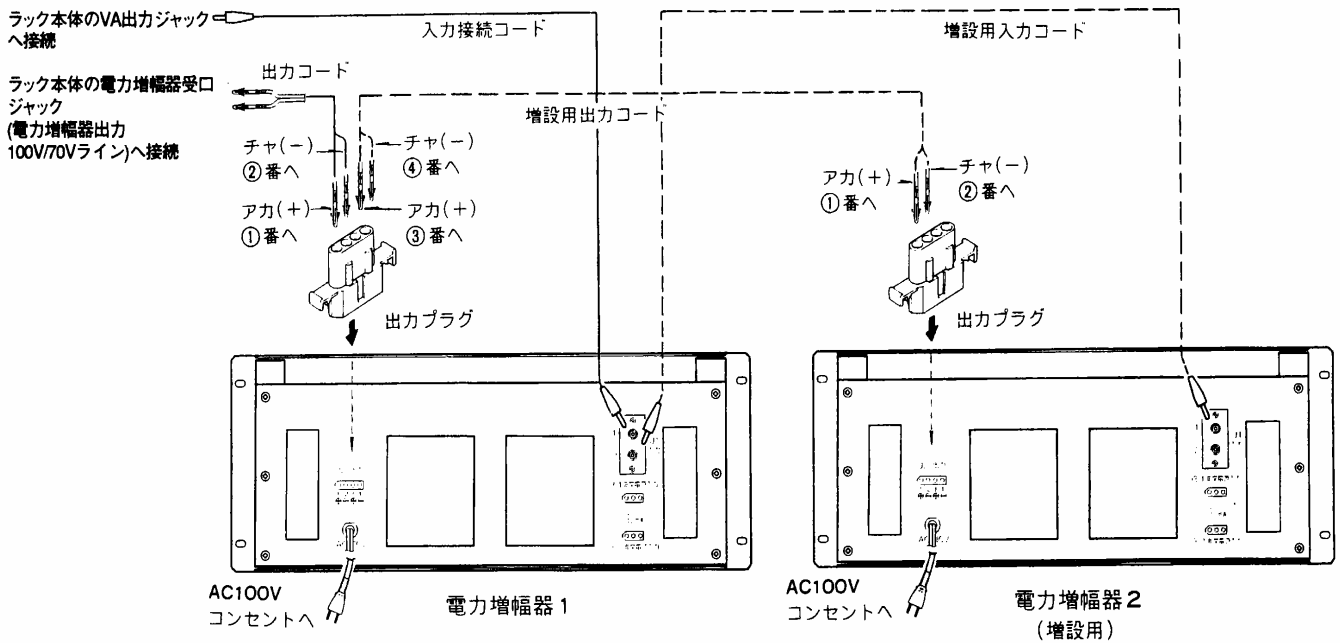 ラック本体のVA出力ジャック
へ接続
入力接続コード
増設用入力コード
ラック本体の電力増幅器受口
ジャック
(電力増幅器出力
100V/70Vライン)へ接続
出力コード
増設用出力コード
チャ(-)
②番へ
チャ(-)
④番へ
アカ(+)
①番へ
アカ(+)
③番へ
アカ(+)
①番へ
チャ(-)
②番へ
出力プラグ
出力プラグ
AC100V
コンセントへ
電力増幅器1
AC100V
コンセントへ
電力増幅器2
(増設用)